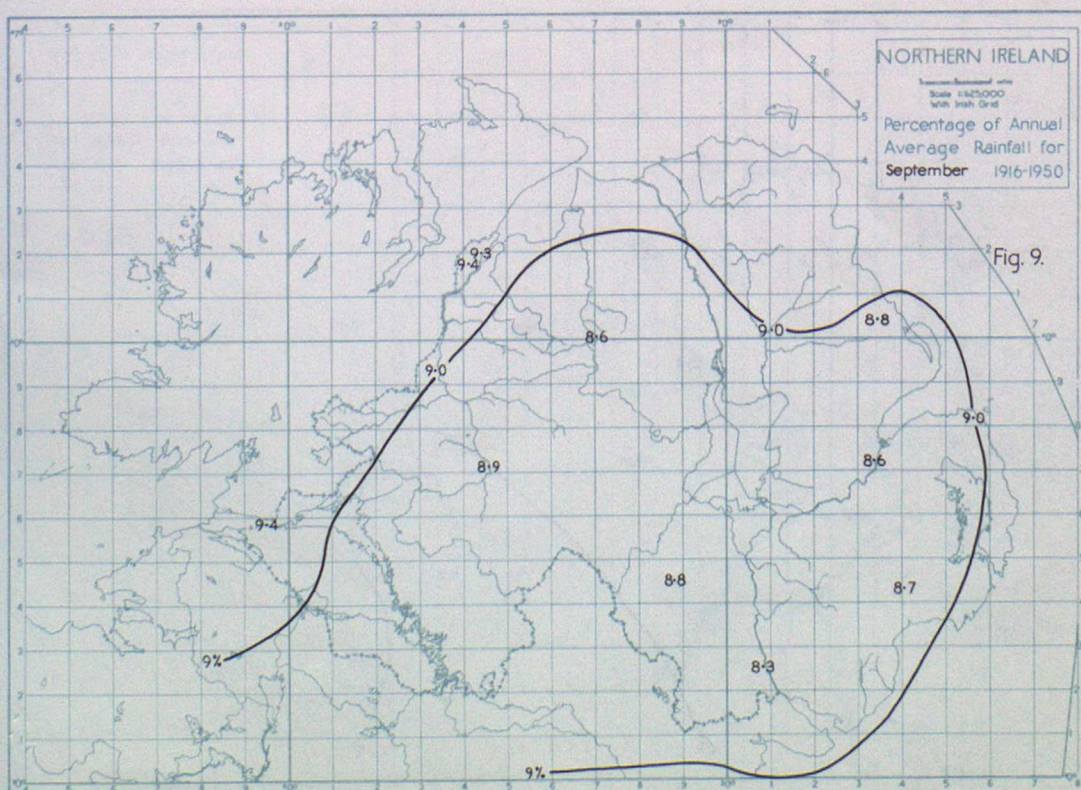 NORTHERN IRELAND
Scale 1:625,000
With Irish Grid
Percentage of Annual
Average Rainfall for
September 1916-1950
Fig. 9.
9·3
9·4
8·8
9·0
8·6
9·0
9·0
8·9
8·6
9·4
8·8
8·7
9%
8·3
9%